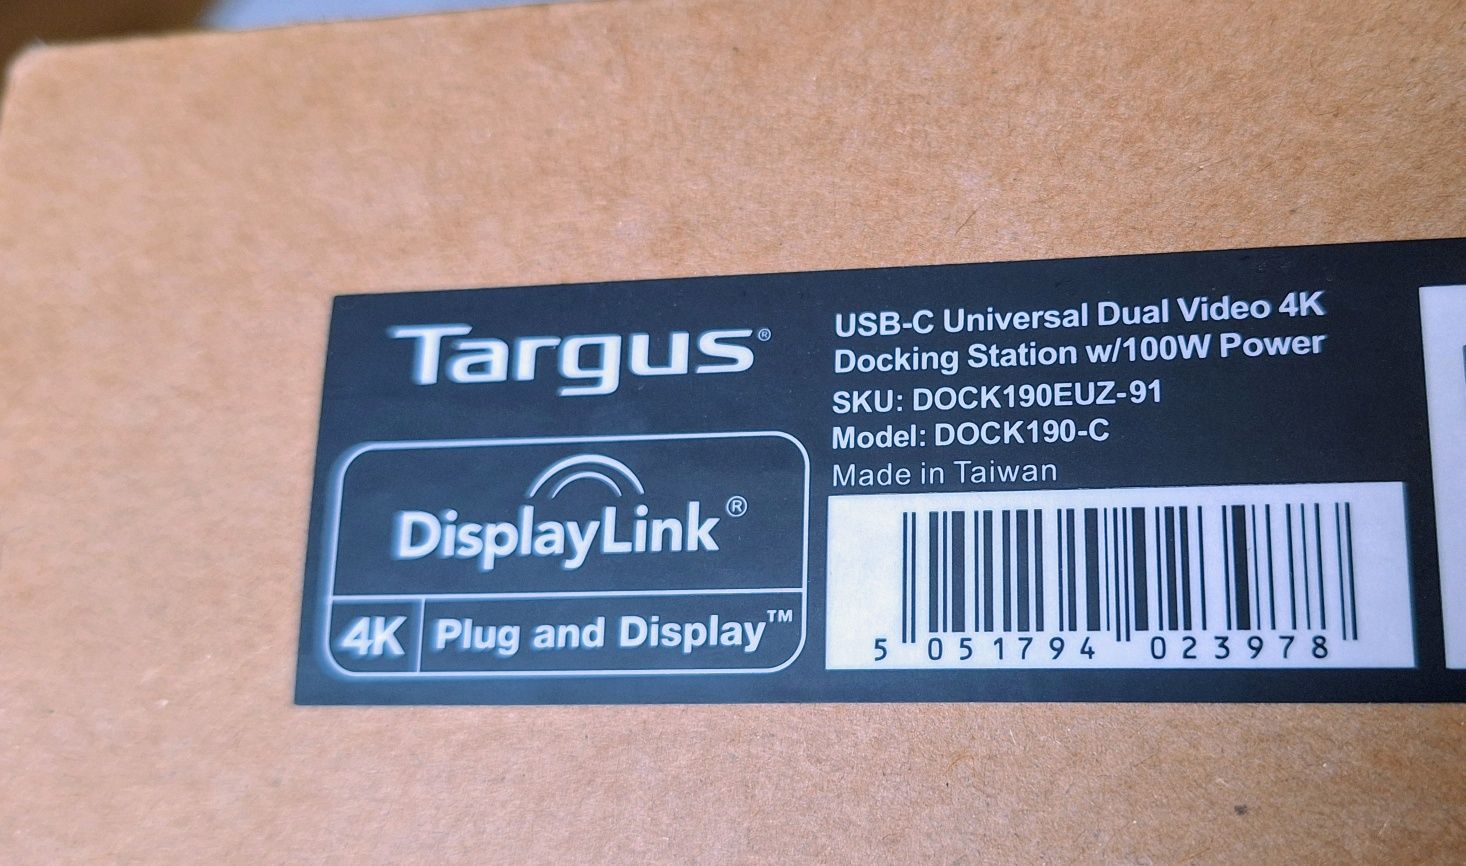 Targus®
USB-C Universal Dual Video 4K
Docking Station w/100W Power
SKU: DOCK190EUZ-91
Model: DOCK190-C
Made in Taiwan
DisplayLink®
4K Plug and Display™
5 051794 023978